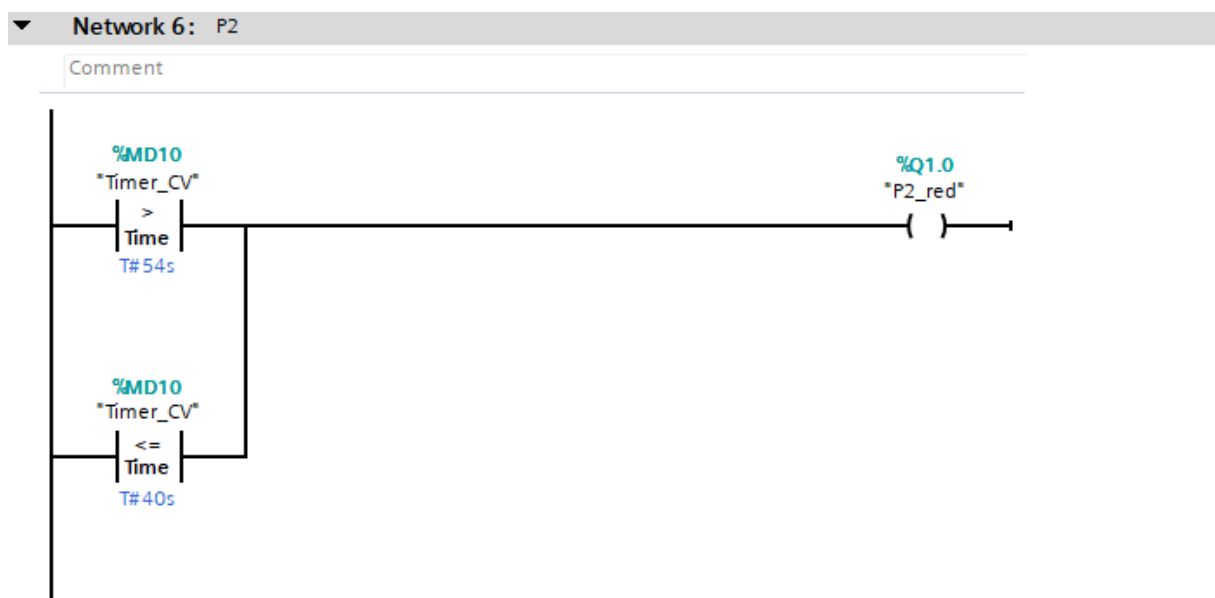 Network 6: P2
Comment
%MD10
"Timer_CV"
>
Time
T#54s
%Q1.0
"P2_red"
( )
%MD10
"Timer_CV"
<=
Time
T#40s